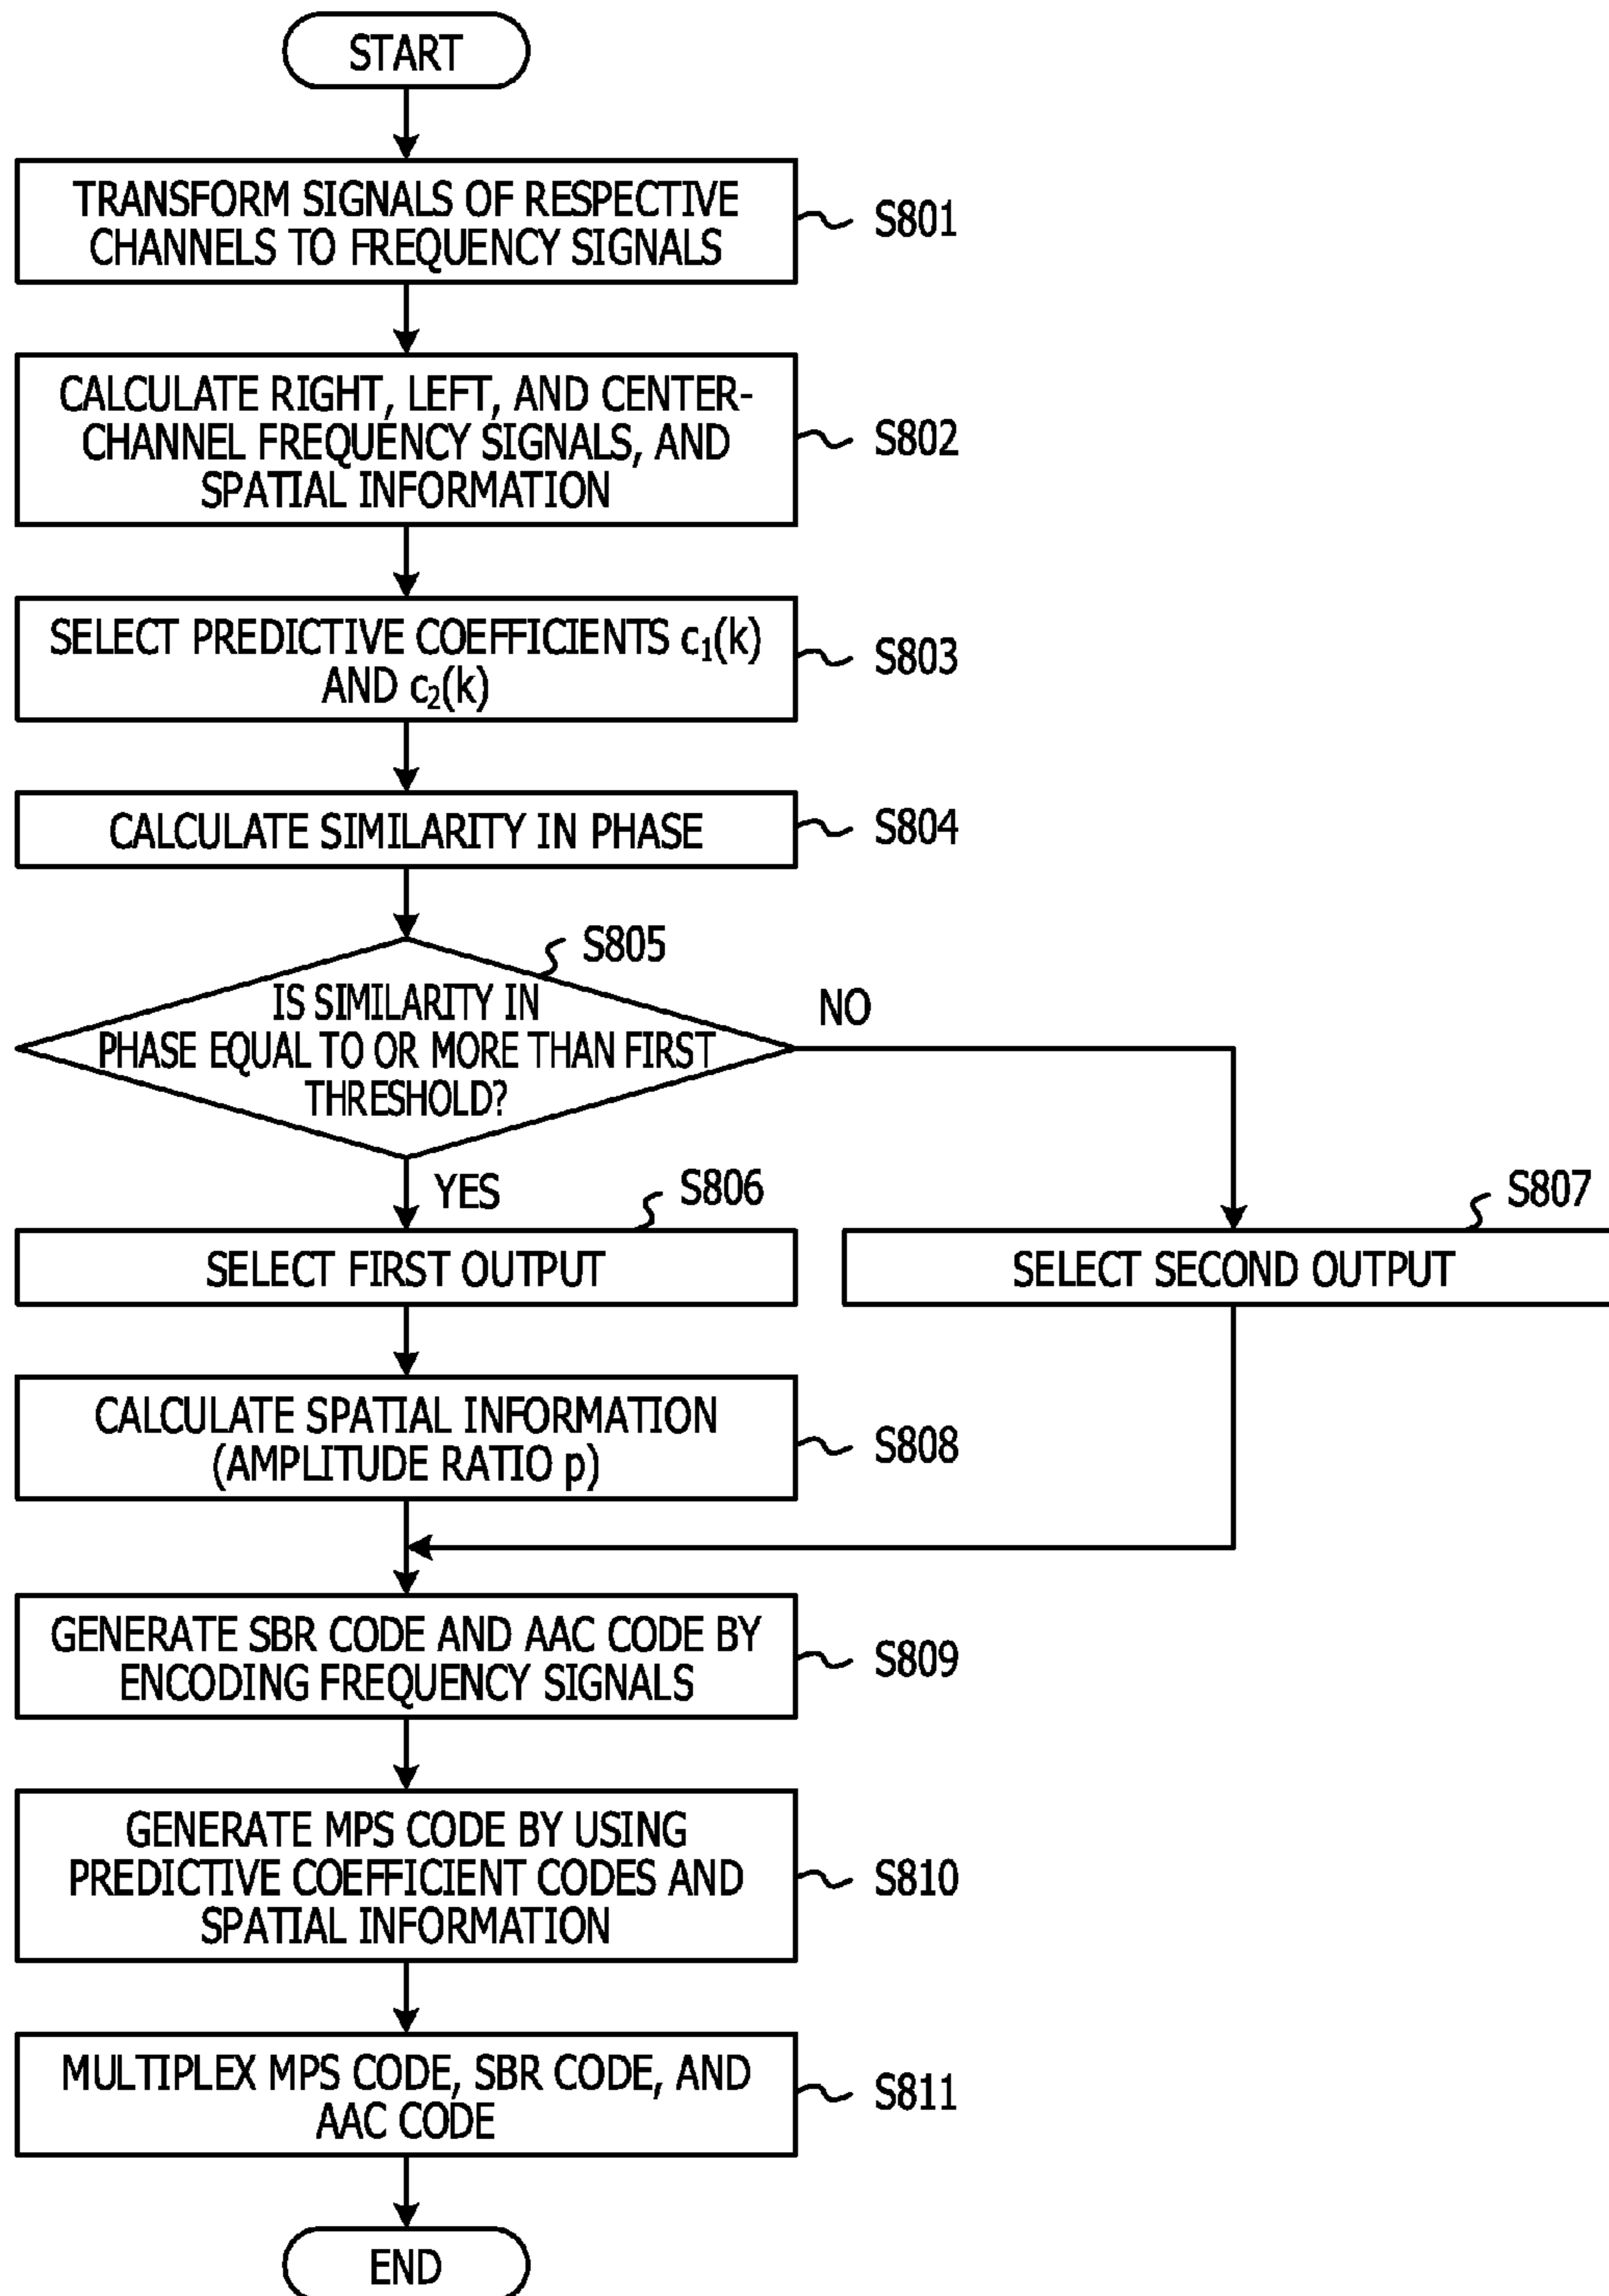 START
TRANSFORM SIGNALS OF RESPECTIVE
CHANNELS TO FREQUENCY SIGNALS
S801
CALCULATE RIGHT, LEFT, AND CENTER-
CHANNEL FREQUENCY SIGNALS, AND
SPATIAL INFORMATION
S802
SELECT PREDICTIVE COEFFICIENTS c₁(k)
AND c₂(k)
S803
CALCULATE SIMILARITY IN PHASE
S804
S805
IS SIMILARITY IN
PHASE EQUAL TO OR MORE THAN FIRST
THRESHOLD?
NO
YES
S806
SELECT FIRST OUTPUT
S807
SELECT SECOND OUTPUT
CALCULATE SPATIAL INFORMATION
(AMPLITUDE RATIO p)
S808
GENERATE SBR CODE AND AAC CODE BY
ENCODING FREQUENCY SIGNALS
S809
GENERATE MPS CODE BY USING
PREDICTIVE COEFFICIENT CODES AND
SPATIAL INFORMATION
S810
MULTIPLEX MPS CODE, SBR CODE, AND
AAC CODE
S811
END